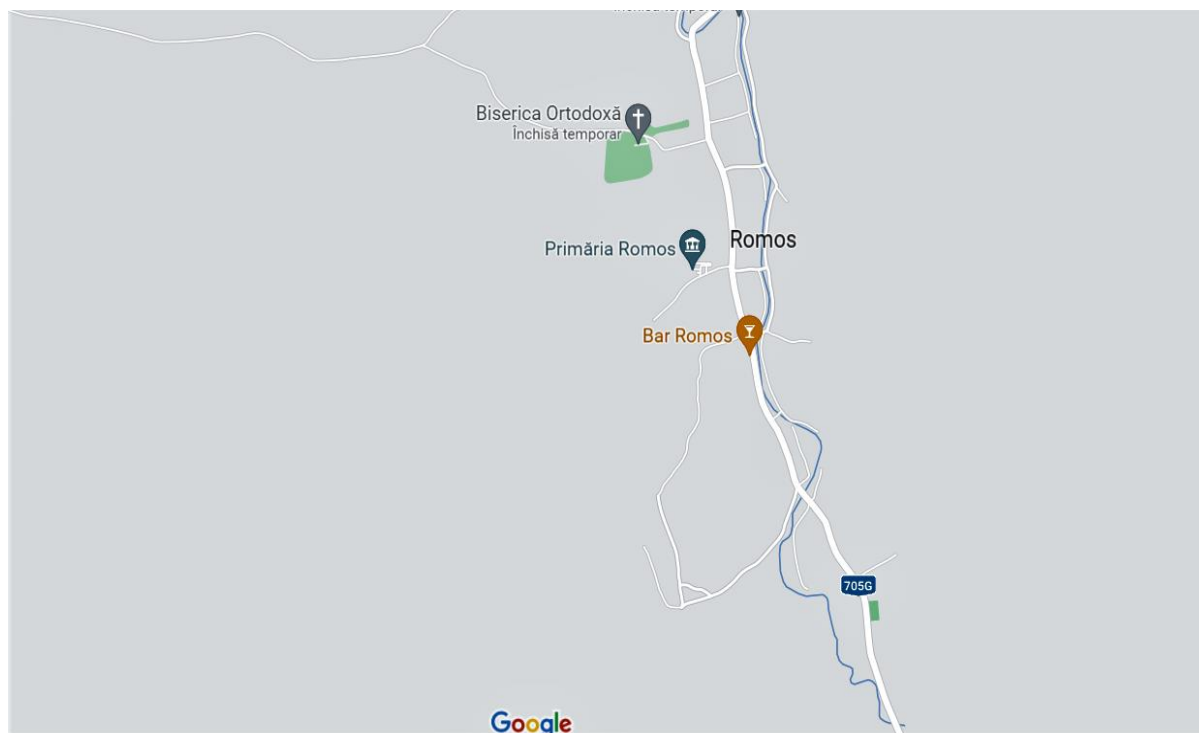 Biserica Ortodoxă
Închisă temporar
Primăria Romos
Romos
Bar Romos
705G
Google